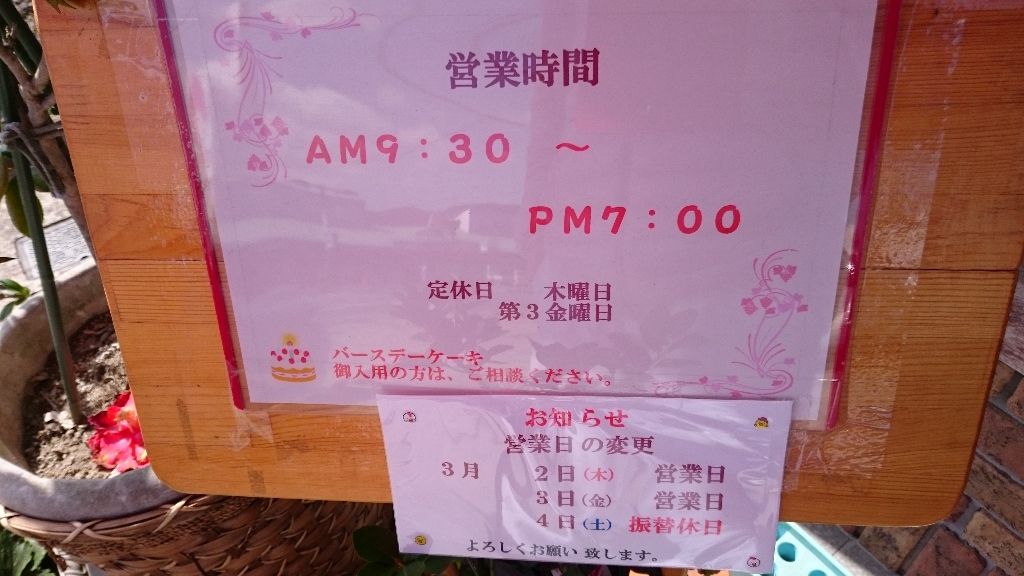 営業時間
AM9：30 ～
PM7：00
定休日 木曜日
第3金曜日
バースデーケーキ
御入用の方は、ご相談ください。
お知らせ
営業日の変更
3月 2日(木) 営業日
3日(金) 営業日
4日(土) 振替休日
よろしくお願い致します。